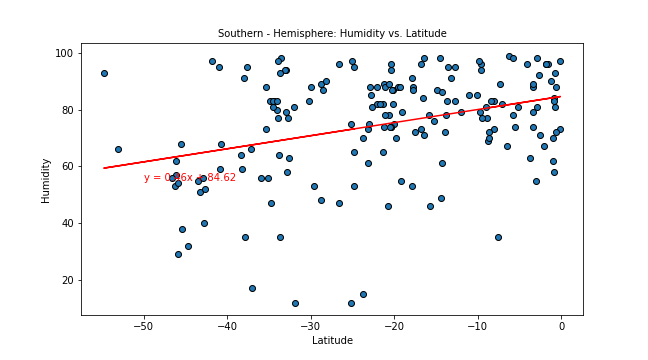 Southern - Hemisphere: Humidity vs. Latitude
100
80
60
40
20
Humidity
y = 0.46x + 84.62
−50
−40
−30
−20
−10
0
Latitude